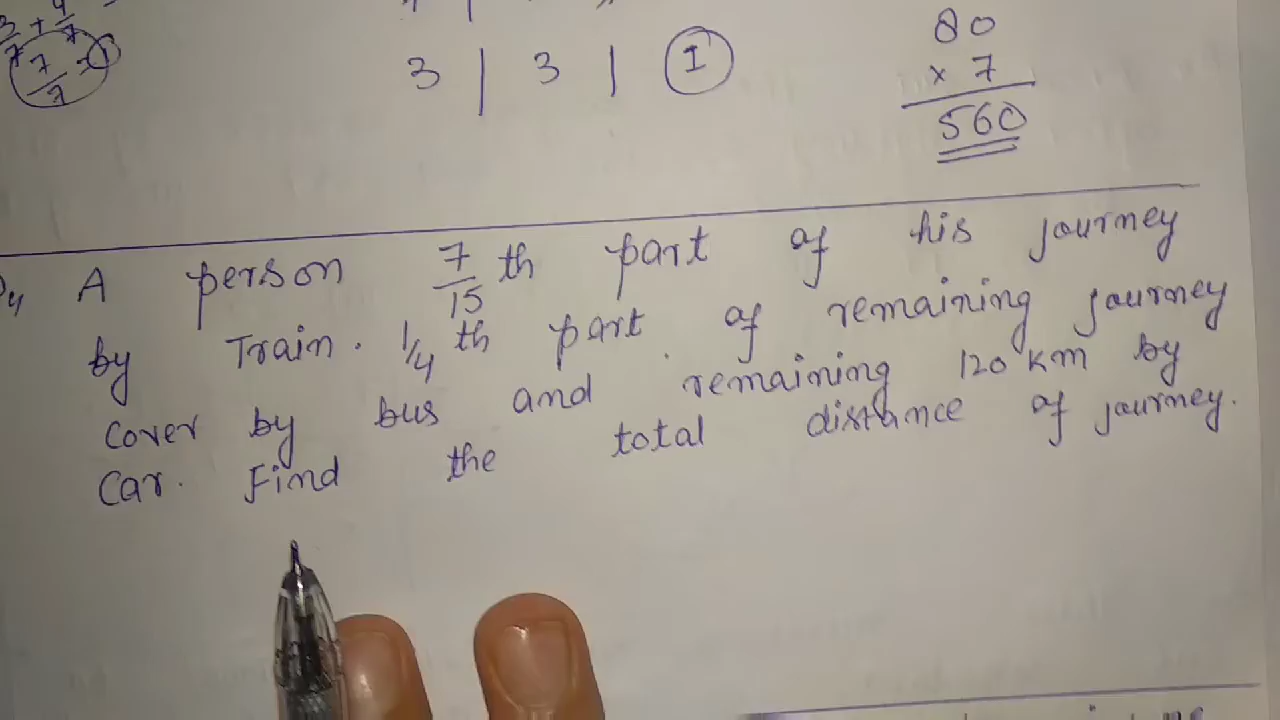 3 | 3 | 1
80
× 7
560
A person 7/15 th part of his journey
by Train. 1/4 th part of remaining journey
cover by bus and remaining 120 km by
Car. Find the total distance of journey.